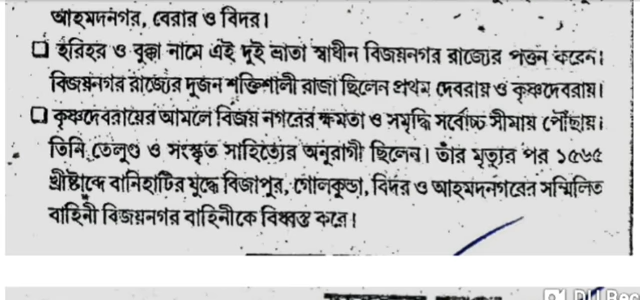 আহমদনগর, বেরার ও বিদর।
❑ হরিহর ও বুক্কা নামে এই দুই ভ্রাতা স্বাধীন বিজয়নগর রাজ্যের পত্তন করেন।
বিজয়নগর রাজ্যের দুজন শক্তিশালী রাজা ছিলেন প্রথম দেবরায় ও কৃষ্ণদেবরায়।
❑ কৃষ্ণদেবরায়ের আমলে বিজয় নগরের ক্ষমতা ও সমৃদ্ধি সর্বোচ্চ সীমায় পৌঁছায়।
তিনি তেলুগু ও সংস্কৃত সাহিত্যের অনুরাগী ছিলেন। তাঁর মৃত্যুর পর ১৫৬৫
খ্রীষ্টাব্দে বানিহাটির যুদ্ধে বিজাপুর, গোলকুন্ডা, বিদর ও আহমদনগরের সম্মিলিত
বাহিনী বিজয়নগর বাহিনীকে বিধ্বস্ত করে।